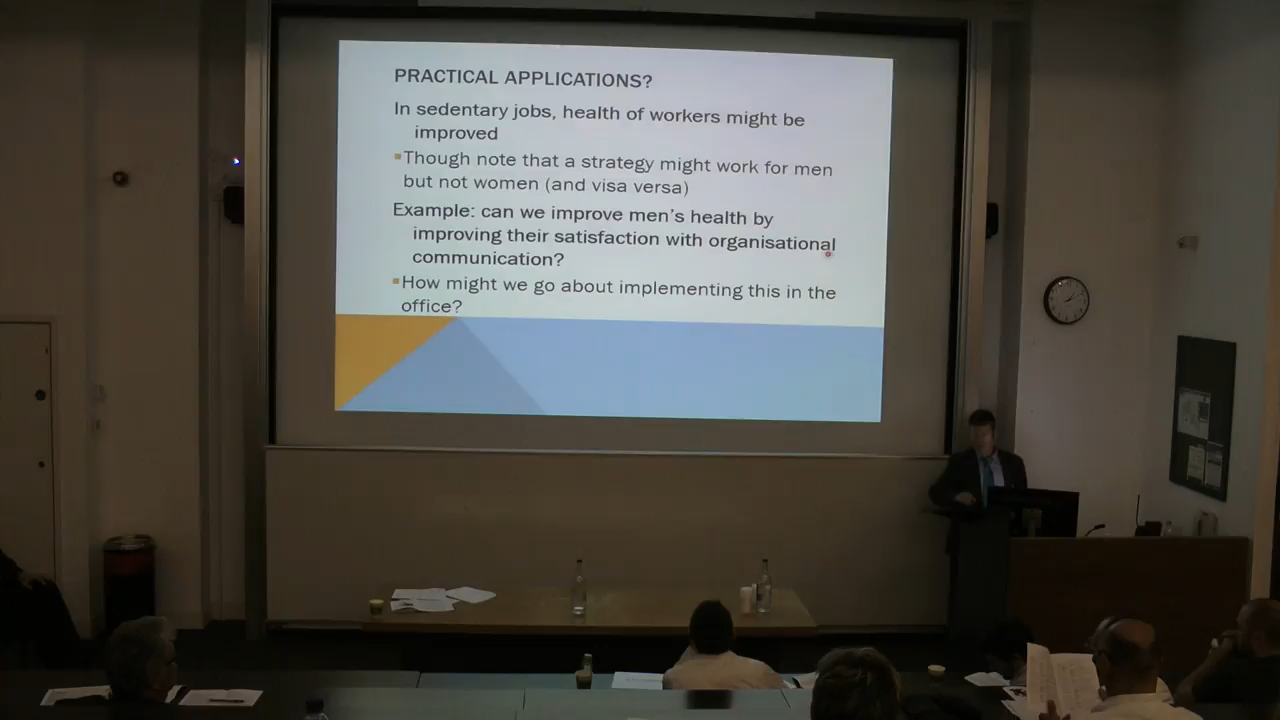 PRACTICAL APPLICATIONS?
In sedentary jobs, health of workers might be
improved
Though note that a strategy might work for men
but not women (and visa versa)
Example: can we improve men's health by
improving their satisfaction with organisational
communication?
How might we go about implementing this in the
office?